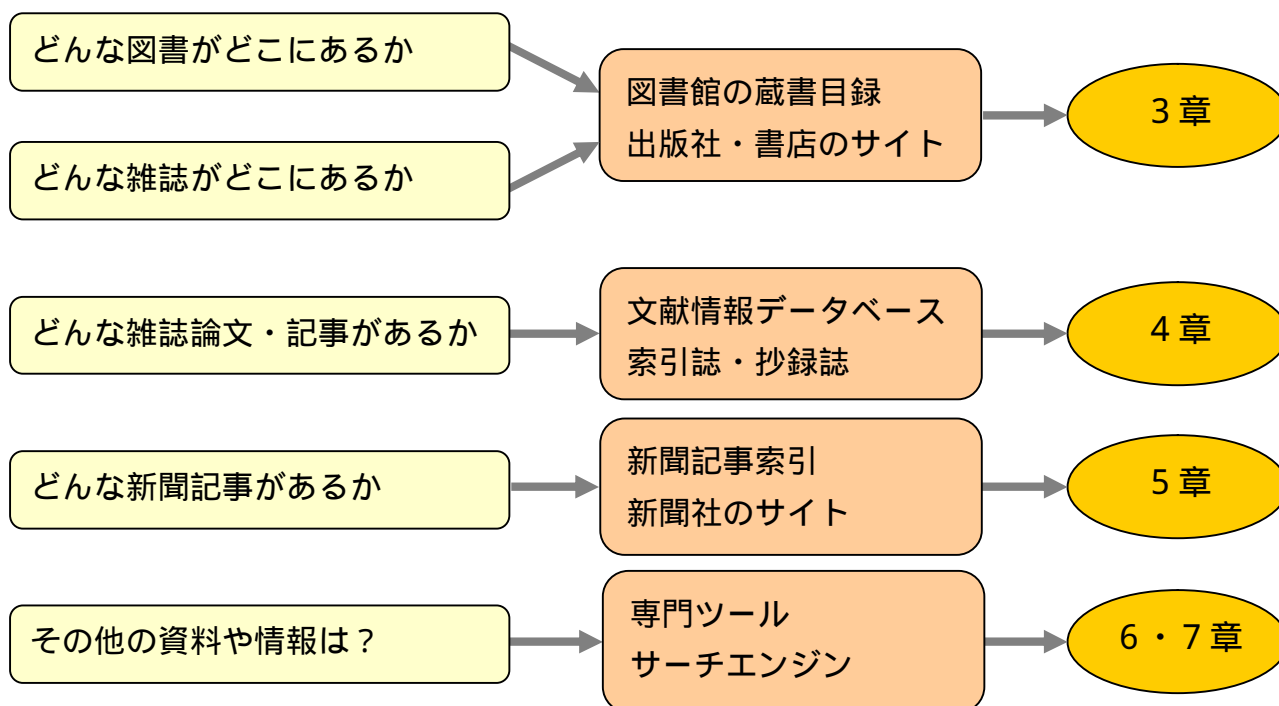 どんな図書がどこにあるか
どんな雑誌がどこにあるか
図書館の蔵書目録
出版社・書店のサイト
3章
どんな雑誌論文・記事があるか
文献情報データベース
索引誌・抄録誌
4章
どんな新聞記事があるか
新聞記事索引
新聞社のサイト
5章
その他の資料や情報は？
専門ツール
サーチエンジン
6・7章